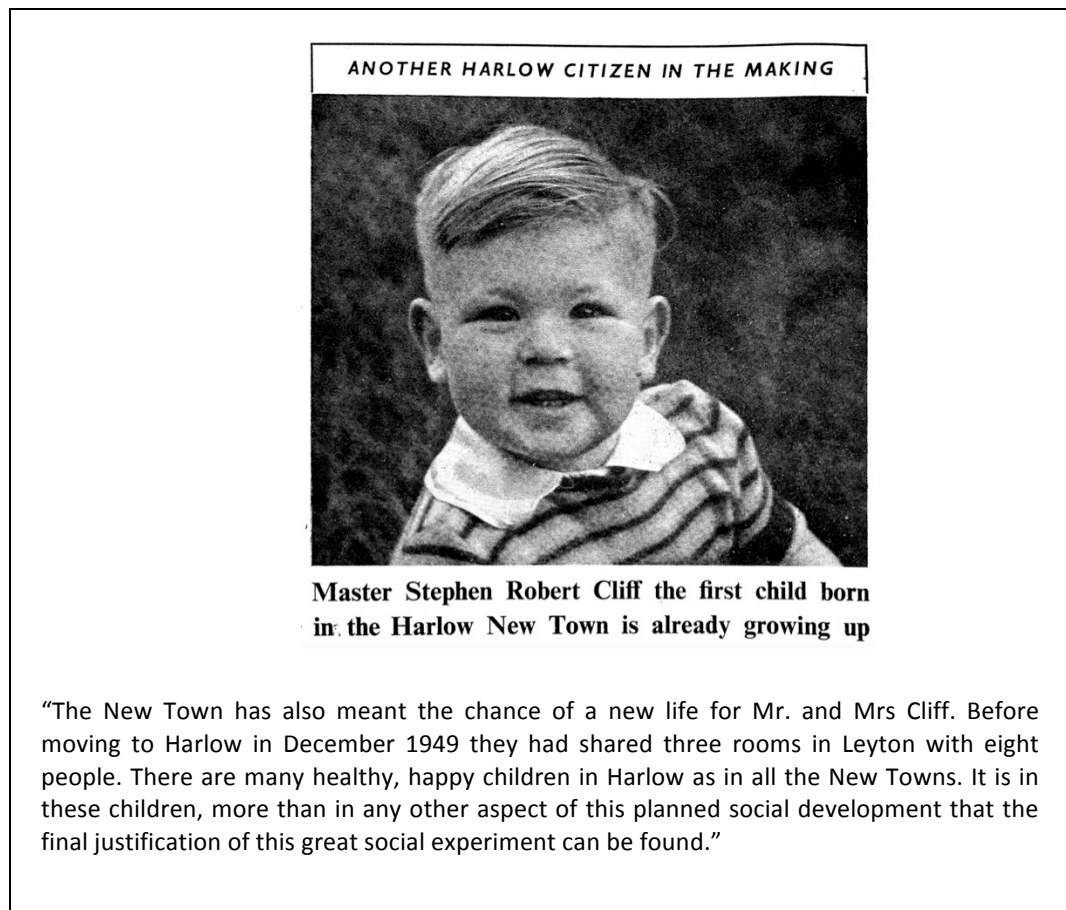 ANOTHER HARLOW CITIZEN IN THE MAKING
Master Stephen Robert Cliff the first child born
in the Harlow New Town is already growing up
“The New Town has also meant the chance of a new life for Mr. and Mrs Cliff. Before
moving to Harlow in December 1949 they had shared three rooms in Leyton with eight
people. There are many healthy, happy children in Harlow as in all the New Towns. It is in
these children, more than in any other aspect of this planned social development that the
final justification of this great social experiment can be found.”